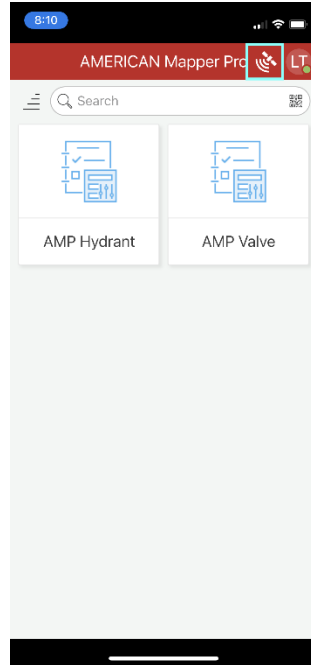 8:10
AMERICAN Mapper Pro
LT
Search
AMP Hydrant
AMP Valve